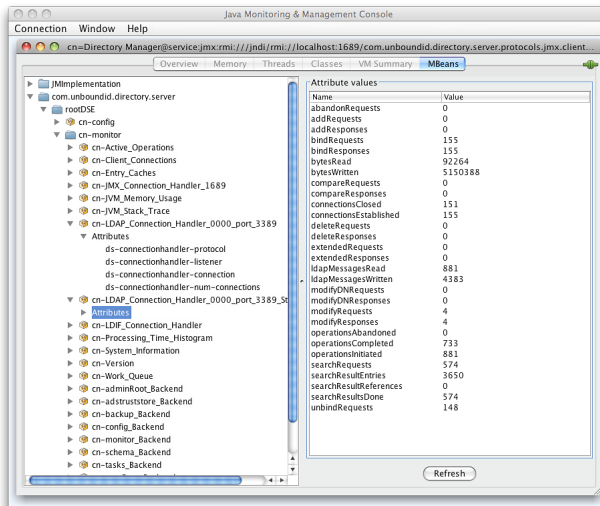 Java Monitoring & Management Console
Connection Window Help
cn=Directory Manager@service:jmx:rmi:///jndi/rmi://localhost:1689/com.unboundid.directory.server.protocols.jmx.client...
Overview Memory Threads Classes VM Summary MBeans
JMImplementation
com.unboundid.directory.server
rootDSE
cn-config
cn-monitor
cn-Active_Operations
cn-Client_Connections
cn-Entry_Caches
cn-JMX_Connection_Handler_1689
cn-JVM_Memory_Usage
cn-JVM_Stack_Trace
cn-LDAP_Connection_Handler_0000_port_3389
Attributes
ds-connectionhandler-protocol
ds-connectionhandler-listener
ds-connectionhandler-connection
ds-connectionhandler-num-connections
cn-LDAP_Connection_Handler_0000_port_3389_St
Attributes
cn-LDIF_Connection_Handler
cn-Processing_Time_Histogram
cn-System_Information
cn-Version
cn-Work_Queue
cn-adminRoot_Backend
cn-adstruststore_Backend
cn-backup_Backend
cn-config_Backend
cn-monitor_Backend
cn-schema_Backend
cn-tasks_Backend
Attribute values
Name Value
abandonRequests 0
addRequests 0
addResponses 0
bindRequests 155
bindResponses 155
bytesRead 92264
bytesWritten 5150388
compareRequests 0
compareResponses 0
connectionsClosed 151
connectionsEstablished 155
deleteRequests 0
deleteResponses 0
extendedRequests 0
extendedResponses 0
ldapMessagesRead 881
ldapMessagesWritten 4383
modifyDNRequests 0
modifyDNResponses 0
modifyRequests 4
modifyResponses 4
operationsAbandoned 0
operationsCompleted 733
operationsInitiated 881
searchRequests 574
searchResultEntries 3650
searchResultReferences 0
searchResultsDone 574
unbindRequests 148
Refresh